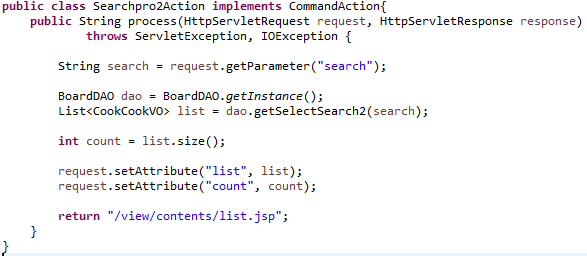 public class Searchpro2Action implements CommandAction{
public String process(HttpServletRequest request, HttpServletResponse response)
throws ServletException, IOException {
String search = request.getParameter("search");
BoardDAO dao = BoardDAO.getInstance();
List<CookCookVO> list = dao.getSelectSearch2(search);
int count = list.size();
request.setAttribute("list", list);
request.setAttribute("count", count);
return "/view/contents/list.jsp";
}
}